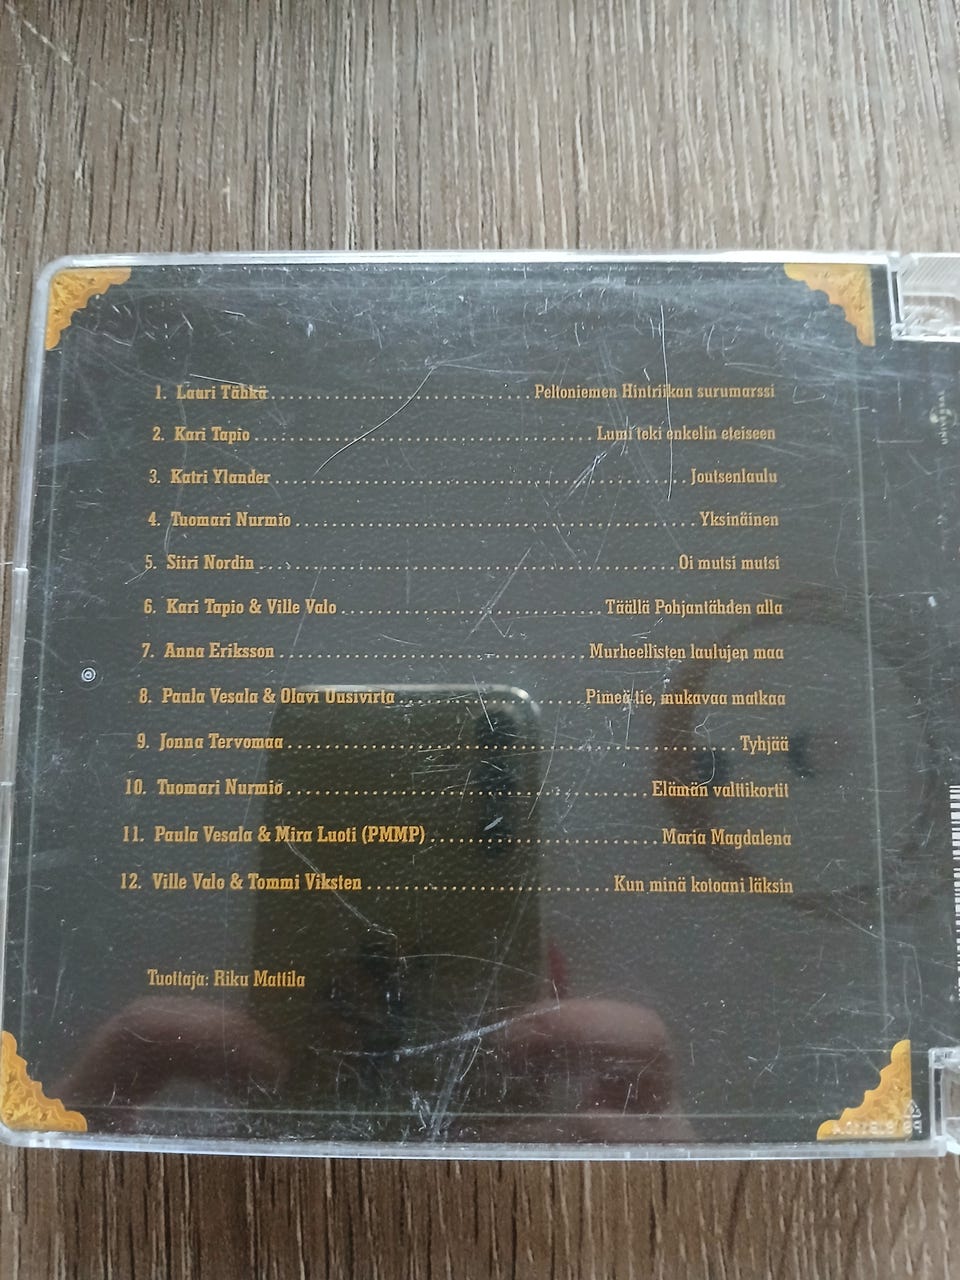 1. Lauri Tähkä........Peltoniemen Hintriikan surumarssi
2. Kari Tapio........Lumi teki enkelin eteiseen
3. Katri Ylander........Joutsenlaulu
4. Tuomari Nurmio........Yksinäinen
5. Siiri Nordin........Oi mutsi mutsi
6. Kari Tapio & Ville Valo........Täällä Pohjantähden alla
7. Anna Eriksson........Murheellisten laulujen maa
8. Paula Vesala & Olavi Uusivirta........Pimeä tie, mukavaa matkaa
9. Jonna Tervomaa........Tyhjää
10. Tuomari Nurmio........Elämän valttikortit
11. Paula Vesala & Mira Luoti (PMMP)........Maria Magdalena
12. Ville Valo & Tommi Viksten........Kun minä kotoani läksin
Tuottaja: Riku Mattila
UNIVERSAL